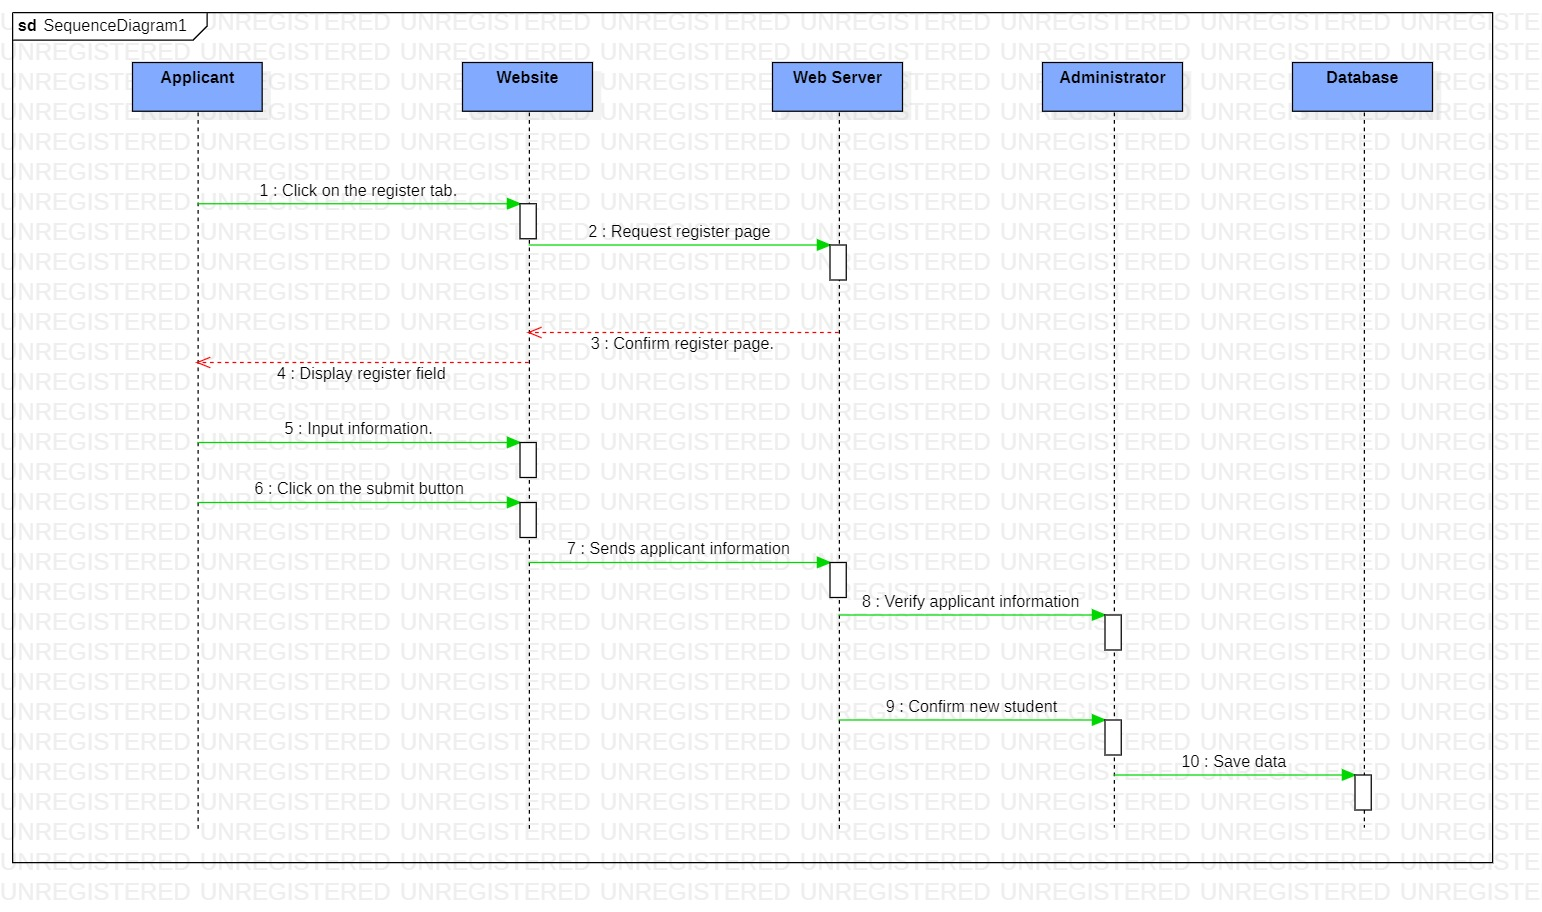 sd SequenceDiagram1
Applicant
Website
Web Server
Administrator
Database
1 : Click on the register tab.
2 : Request register page
3 : Confirm register page.
4 : Display register field
5 : Input information.
6 : Click on the submit button
7 : Sends applicant information
8 : Verify applicant information
9 : Confirm new student
10 : Save data
UNREGISTERED